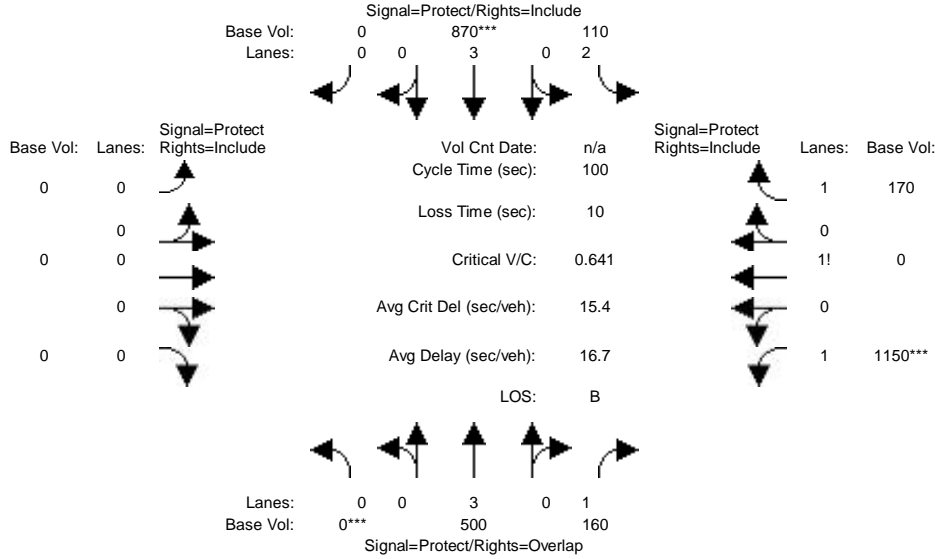 Signal=Protect/Rights=Include
Base Vol: 0 870*** 110
Lanes: 0 0 3 0 2
Signal=Protect
Base Vol: Lanes: Rights=Include
Vol Cnt Date: n/a
Signal=Protect
Rights=Include Lanes: Base Vol:
Cycle Time (sec): 100
0 0
1 170
Loss Time (sec): 10
0
0
0 0
Critical V/C: 0.641
1! 0
0
Avg Crit Del (sec/veh): 15.4
0
0 0
Avg Delay (sec/veh): 16.7
1 1150***
LOS: B
Lanes: 0 0 3 0 1
Base Vol: 0*** 500 160
Signal=Protect/Rights=Overlap